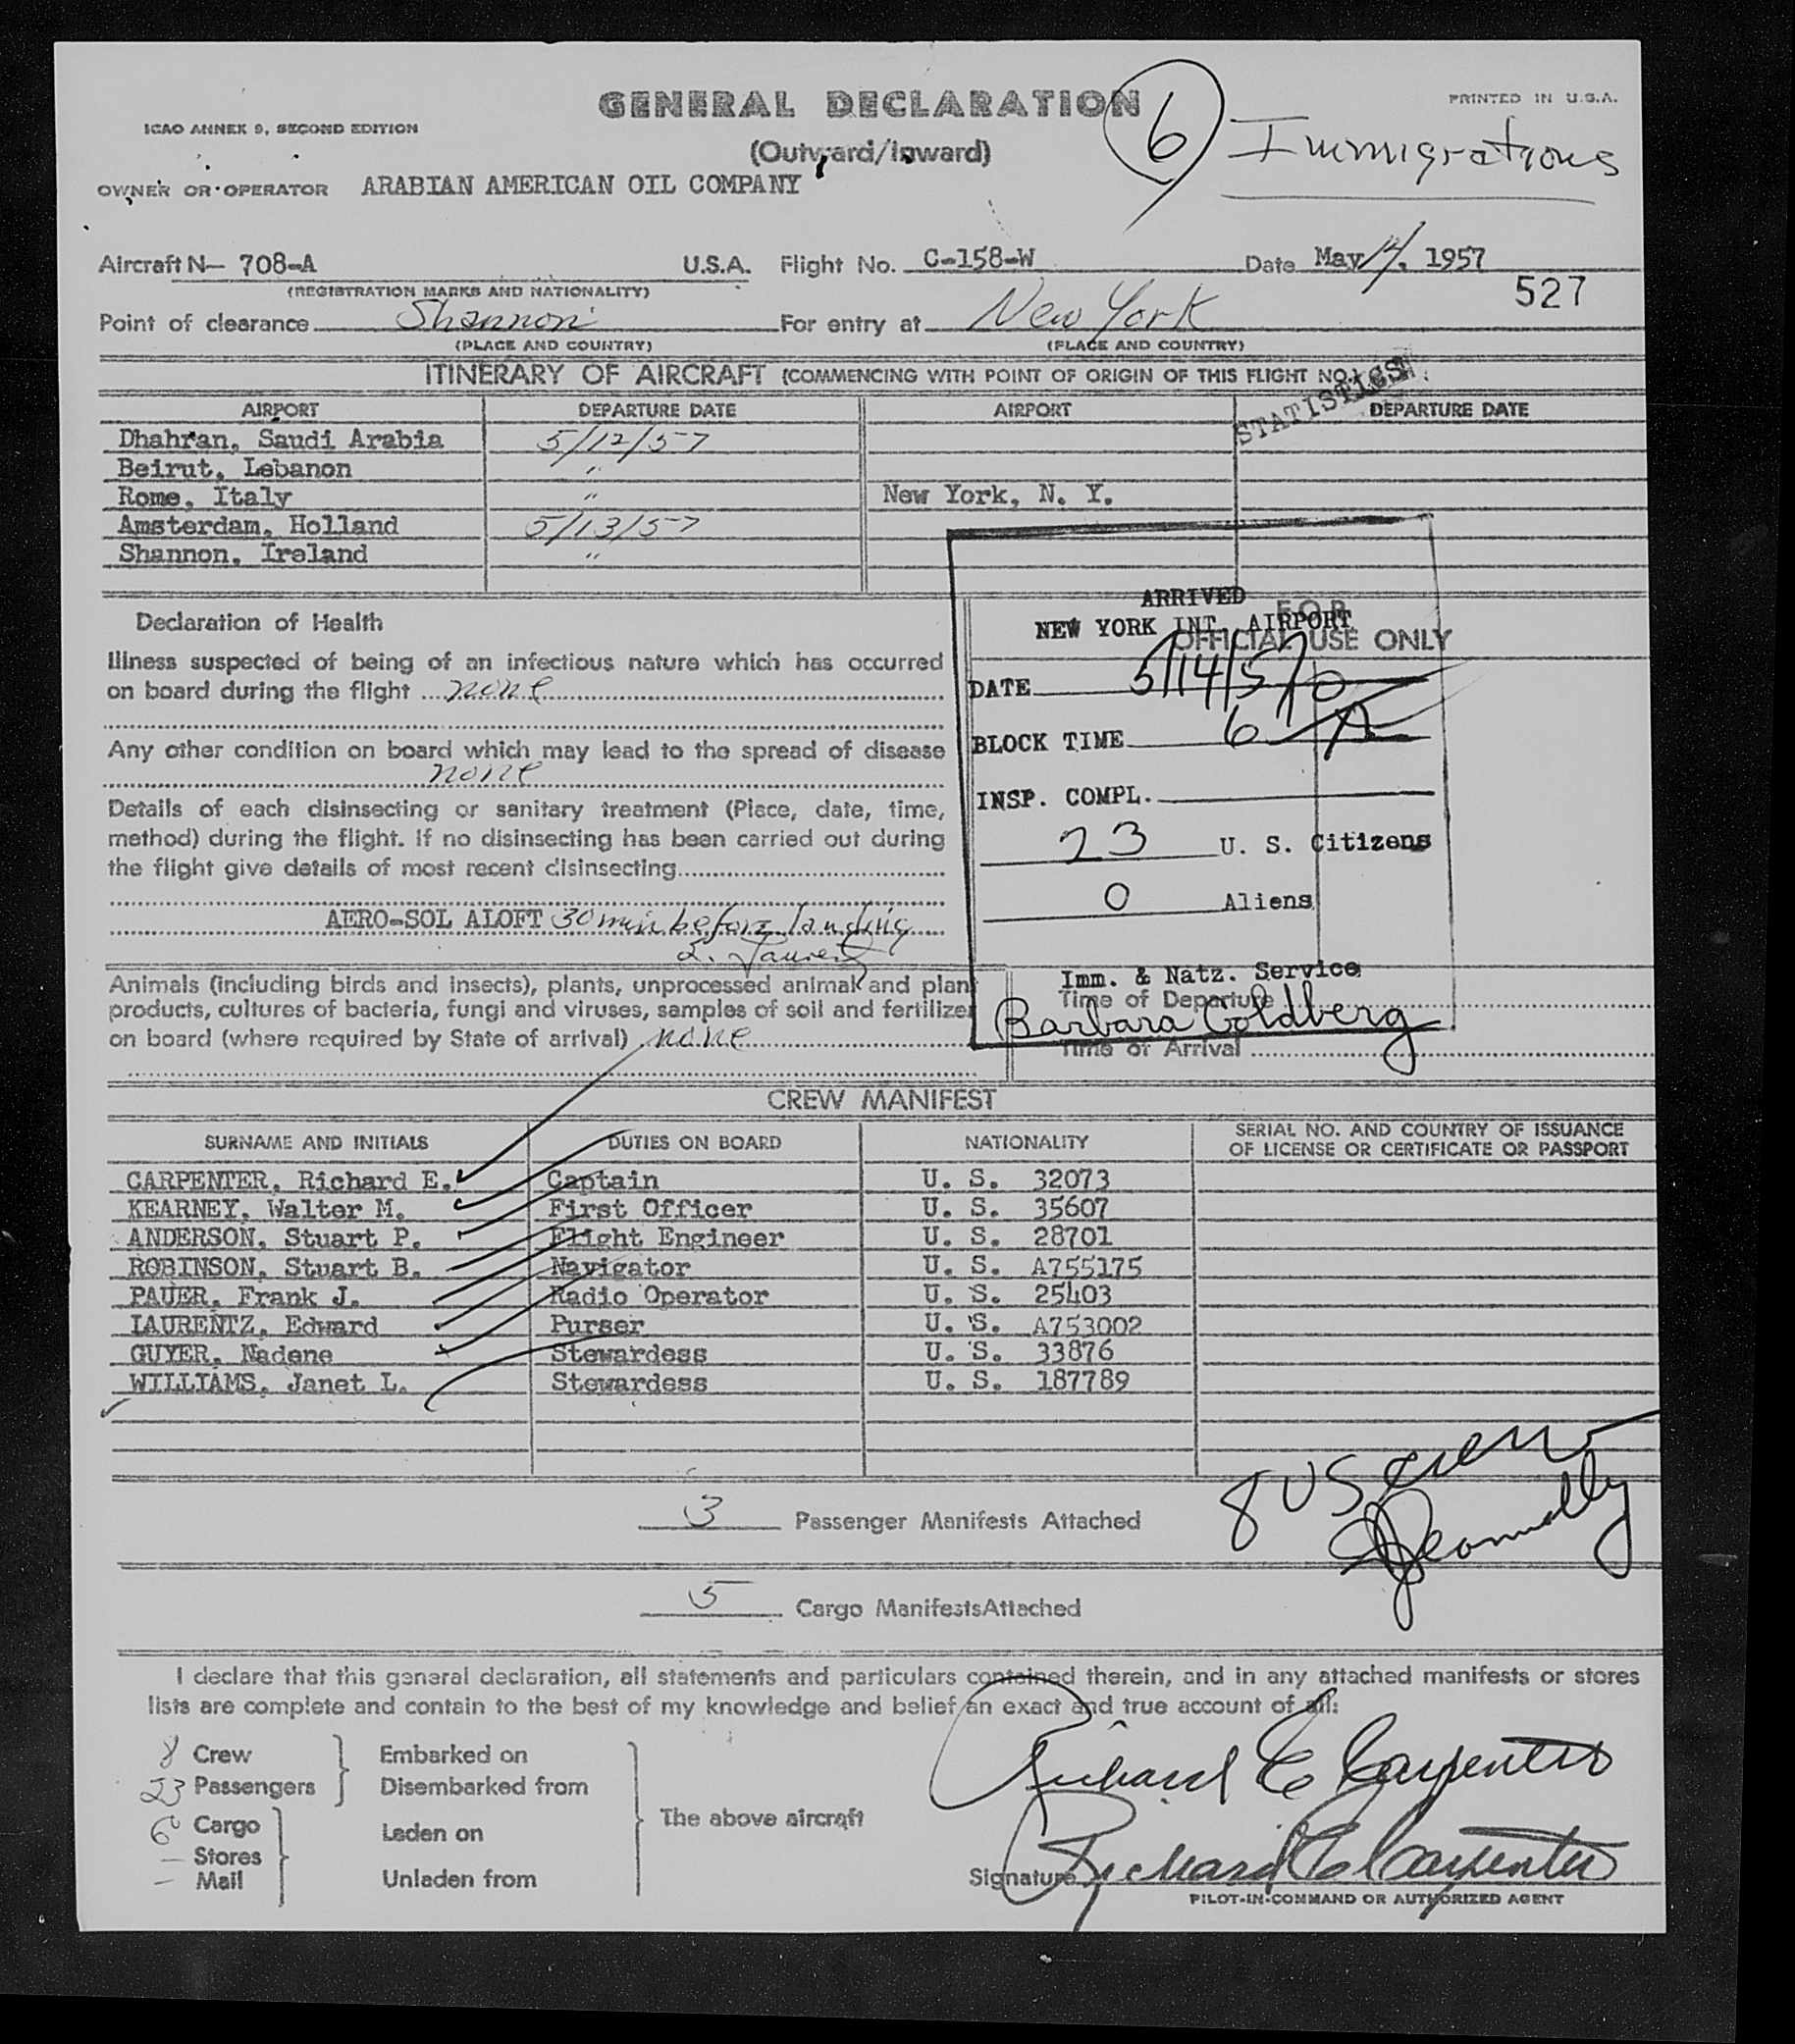 GENERAL DECLARATION
6
Immigrations
PRINTED IN U.S.A.
ICAO ANNEX 9, SECOND EDITION
(Outward/Inward)
OWNER OR OPERATOR ARABIAN AMERICAN OIL COMPANY
Aircraft N- 708-A U.S.A. Flight No. C-158-W Date May 14, 1957
(REGISTRATION MARKS AND NATIONALITY)
527
Point of clearance Shannon For entry at New York
(PLACE AND COUNTRY) (PLACE AND COUNTRY)
ITINERARY OF AIRCRAFT (COMMENCING WITH POINT OF ORIGIN OF THIS FLIGHT NO.)
STATISTICS
AIRPORT DEPARTURE DATE AIRPORT DEPARTURE DATE
Dhahran, Saudi Arabia 5/12/57
Beirut, Lebanon "
Rome, Italy " New York, N. Y.
Amsterdam, Holland 5/13/57
Shannon, Ireland "
Declaration of Health
Illness suspected of being of an infectious nature which has occurred
on board during the flight none
Any other condition on board which may lead to the spread of disease
none
Details of each disinsecting or sanitary treatment (Place, date, time,
method) during the flight. If no disinsecting has been carried out during
the flight give details of most recent disinsecting
AERO-SOL ALOFT 30 min before landing
Animals (including birds and insects), plants, unprocessed animal and plant
products, cultures of bacteria, fungi and viruses, samples of soil and fertilizer
on board (where required by State of arrival) none
FOR
OFFICIAL USE ONLY
ARRIVED
NEW YORK INT. AIRPORT
DATE 5/14/57
BLOCK TIME 6 A
INSP. COMPL.
23 U. S. Citizens
0 Aliens
Imm. & Natz. Service
Time of Departure
Barbara Goldberg
Time of Arrival
CREW MANIFEST
SURNAME AND INITIALS DUTIES ON BOARD NATIONALITY SERIAL NO. AND COUNTRY OF ISSUANCE
OF LICENSE OR CERTIFICATE OR PASSPORT
CARPENTER, Richard E. Captain U. S. 32073
KEARNEY, Walter M. First Officer U. S. 35607
ANDERSON, Stuart P. Flight Engineer U. S. 28701
ROBINSON, Stuart B. Navigator U. S. A755175
PAUER, Frank J. Radio Operator U. S. 25403
LAURENTZ, Edward Purser U. S. A753002
GUYER, Nadene Stewardess U. S. 33876
WILLIAMS, Janet L. Stewardess U. S. 187789
8 US crew
3 Passenger Manifests Attached
5 Cargo Manifests Attached
I declare that this general declaration, all statements and particulars contained therein, and in any attached manifests or stores
lists are complete and contain to the best of my knowledge and belief an exact and true account of all:
8 Crew Embarked on
23 Passengers Disembarked from
6 Cargo Laden on
- Stores
- Mail Unladen from
The above aircraft
Richard E Carpenter
Signature Richard E Carpenter
PILOT-IN-COMMAND OR AUTHORIZED AGENT